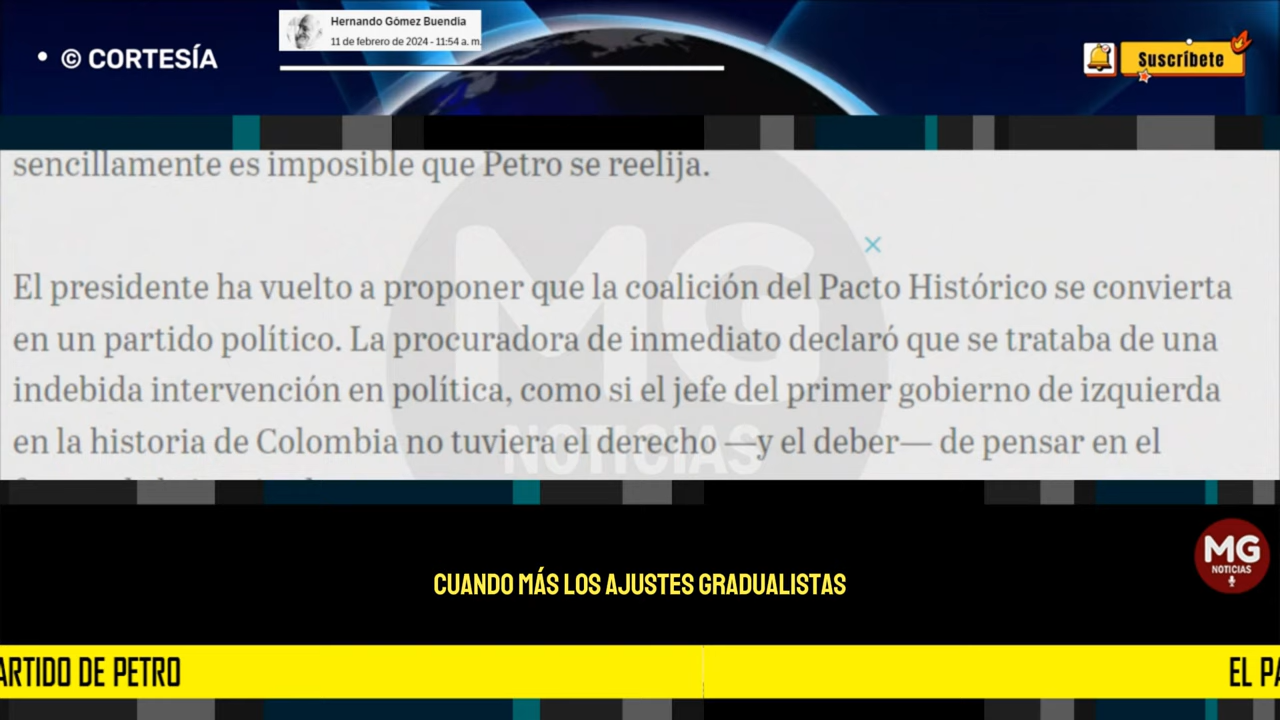 Hernando Gómez Buendía
11 de febrero de 2024 - 11:54 a. m.
• © CORTESÍA
Suscríbete
sencillamente es imposible que Petro se reelija.
El presidente ha vuelto a proponer que la coalición del Pacto Histórico se convierta
en un partido político. La procuradora de inmediato declaró que se trataba de una
indebida intervención en política, como si el jefe del primer gobierno de izquierda
en la historia de Colombia no tuviera el derecho —y el deber— de pensar en el
MG
NOTICIAS
MG
NOTICIAS
CUANDO MÁS LOS AJUSTES GRADUALISTAS
ARTIDO DE PETRO
EL PA